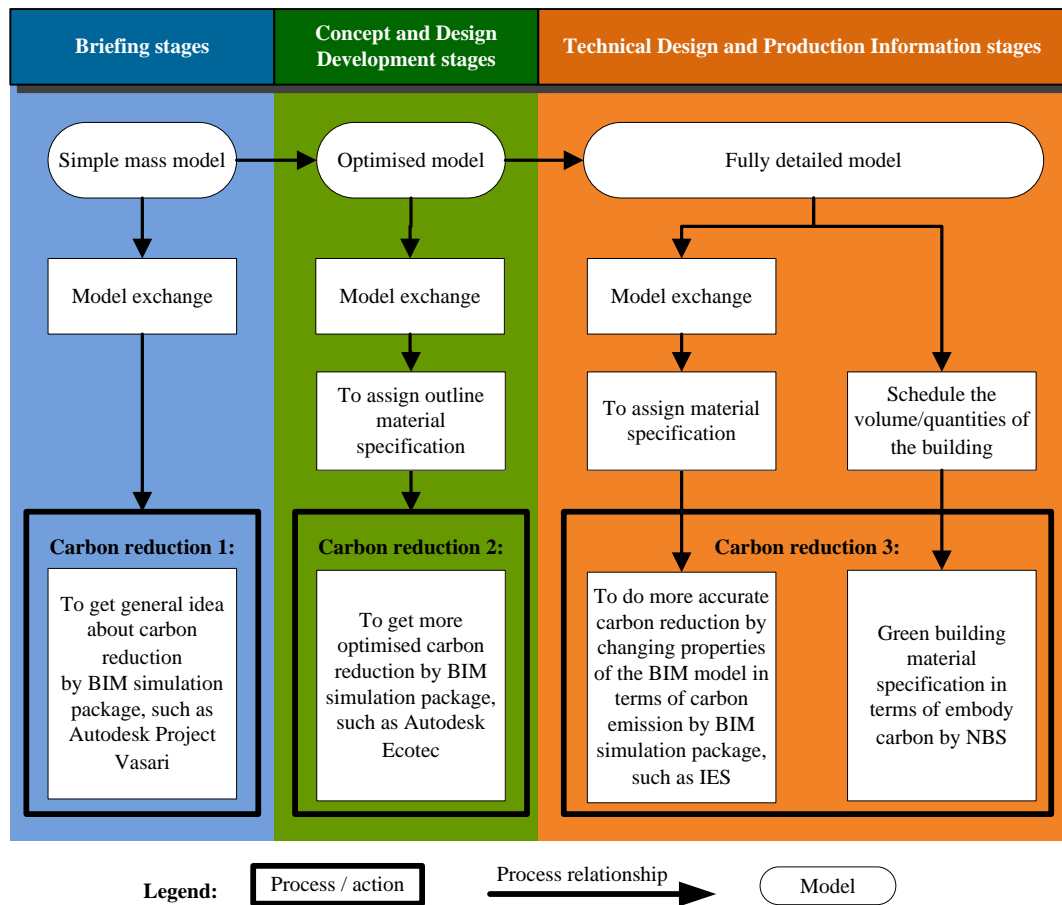 Briefing stages
Concept and Design
Development stages
Technical Design and Production Information stages
Simple mass model
Optimised model
Fully detailed model
Model exchange
Model exchange
Model exchange
To assign outline
material
specification
To assign material
specification
Schedule the
volume/quantities of
the building
Carbon reduction 1:
To get general idea
about carbon
reduction
by BIM simulation
package, such as
Autodesk Project
Vasari
Carbon reduction 2:
To get more
optimised carbon
reduction by BIM
simulation package,
such as Autodesk
Ecotec
Carbon reduction 3:
To do more accurate
carbon reduction by
changing properties
of the BIM model in
terms of carbon
emission by BIM
simulation package,
such as IES
Green building
material
specification in
terms of embody
carbon by NBS
Legend:
Process / action
Process relationship
Model